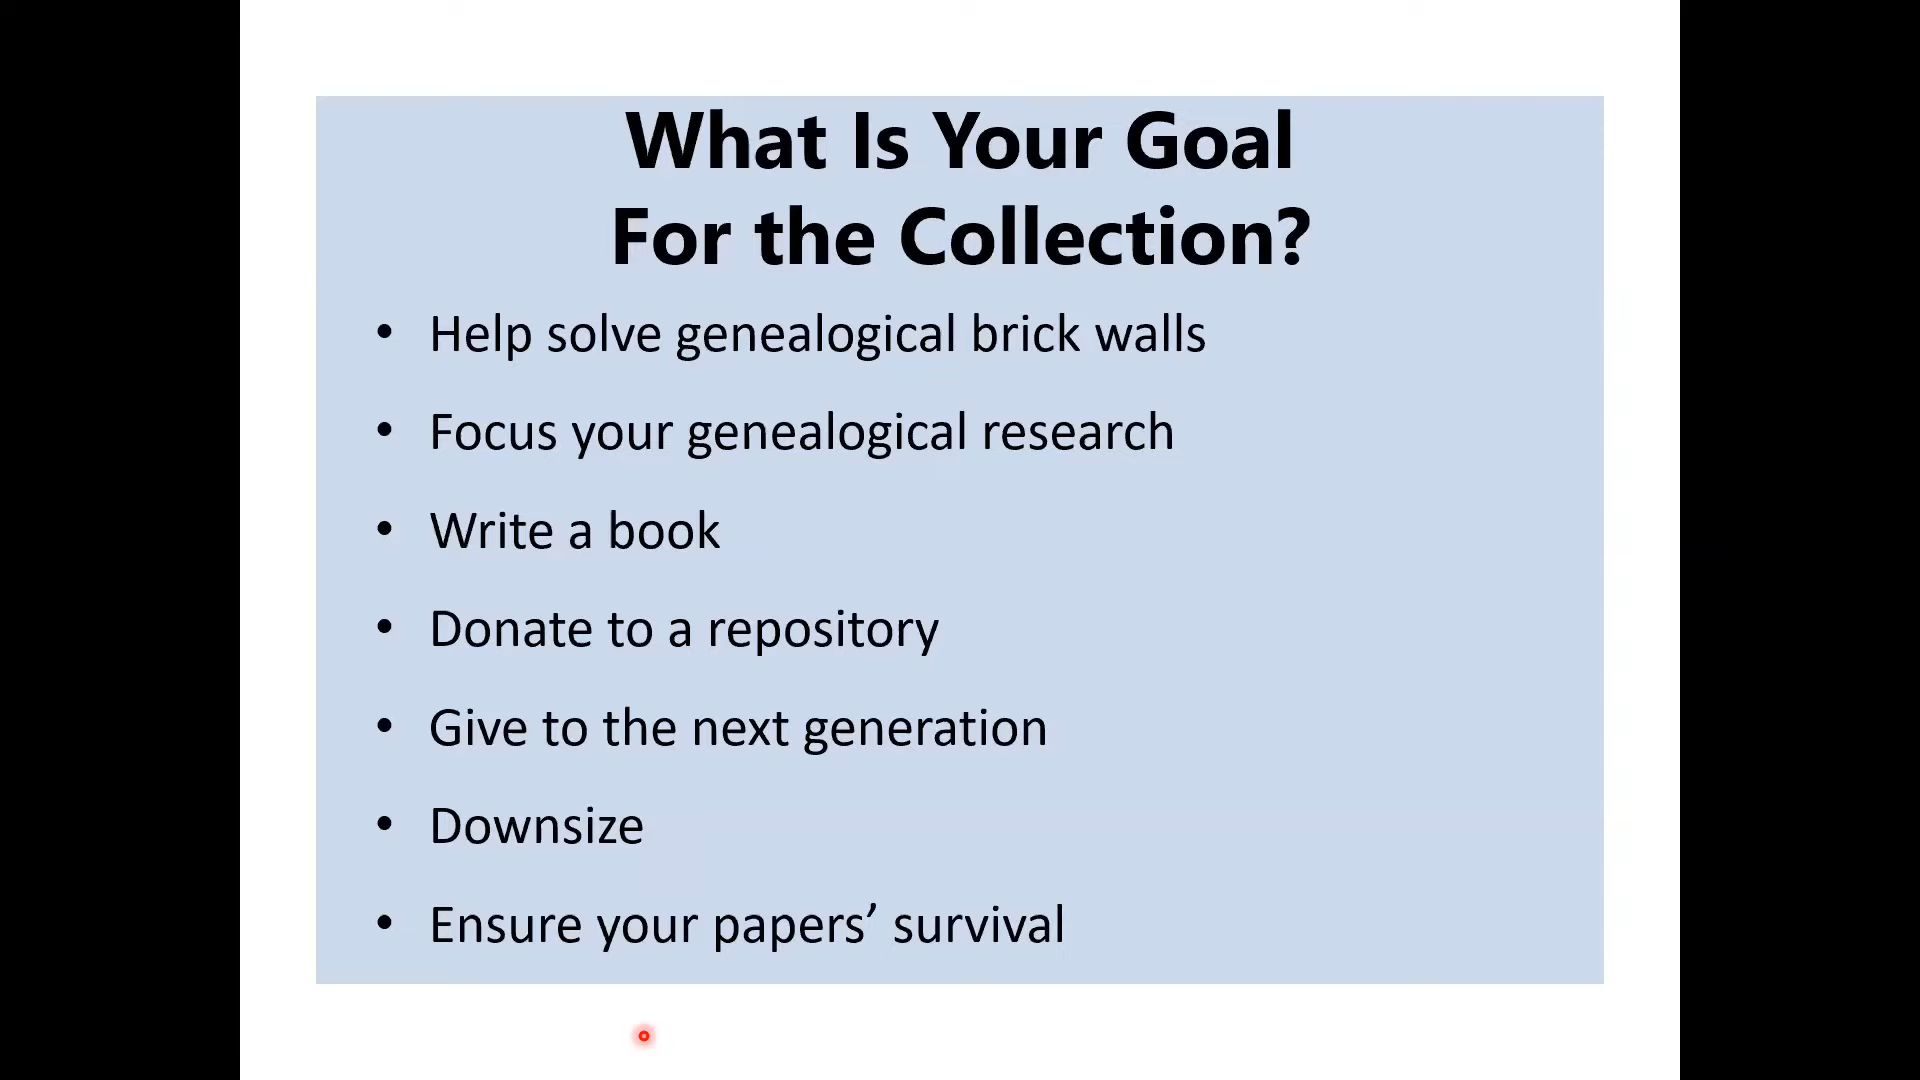 What Is Your Goal
For the Collection?
• Help solve genealogical brick walls
• Focus your genealogical research
• Write a book
• Donate to a repository
• Give to the next generation
• Downsize
• Ensure your papers’ survival